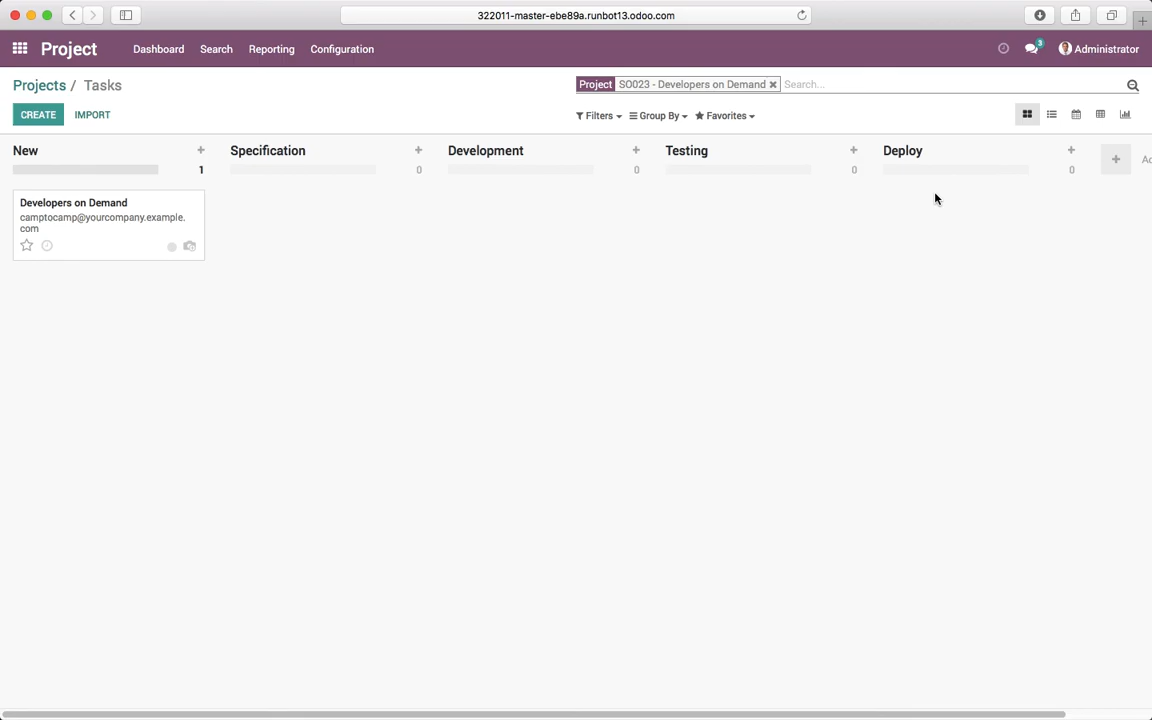 322011-master-ebe89a.runbot13.odoo.com
Project Dashboard Search Reporting Configuration 3 Administrator
Projects / Tasks Project SO023 - Developers on Demand × Search...
CREATE IMPORT Filters Group By Favorites
New + Specification + Development + Testing + Deploy +
1 0 0 0 0 + Ad
Developers on Demand
camptocamp@yourcompany.example.
com